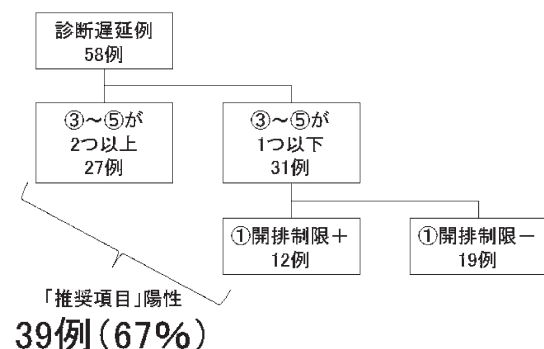 診断遅延例
58例
③～⑤が
2つ以上
27例
③～⑤が
1つ以下
31例
①開排制限＋
12例
①開排制限－
19例
「推奨項目」陽性
39例(67%)